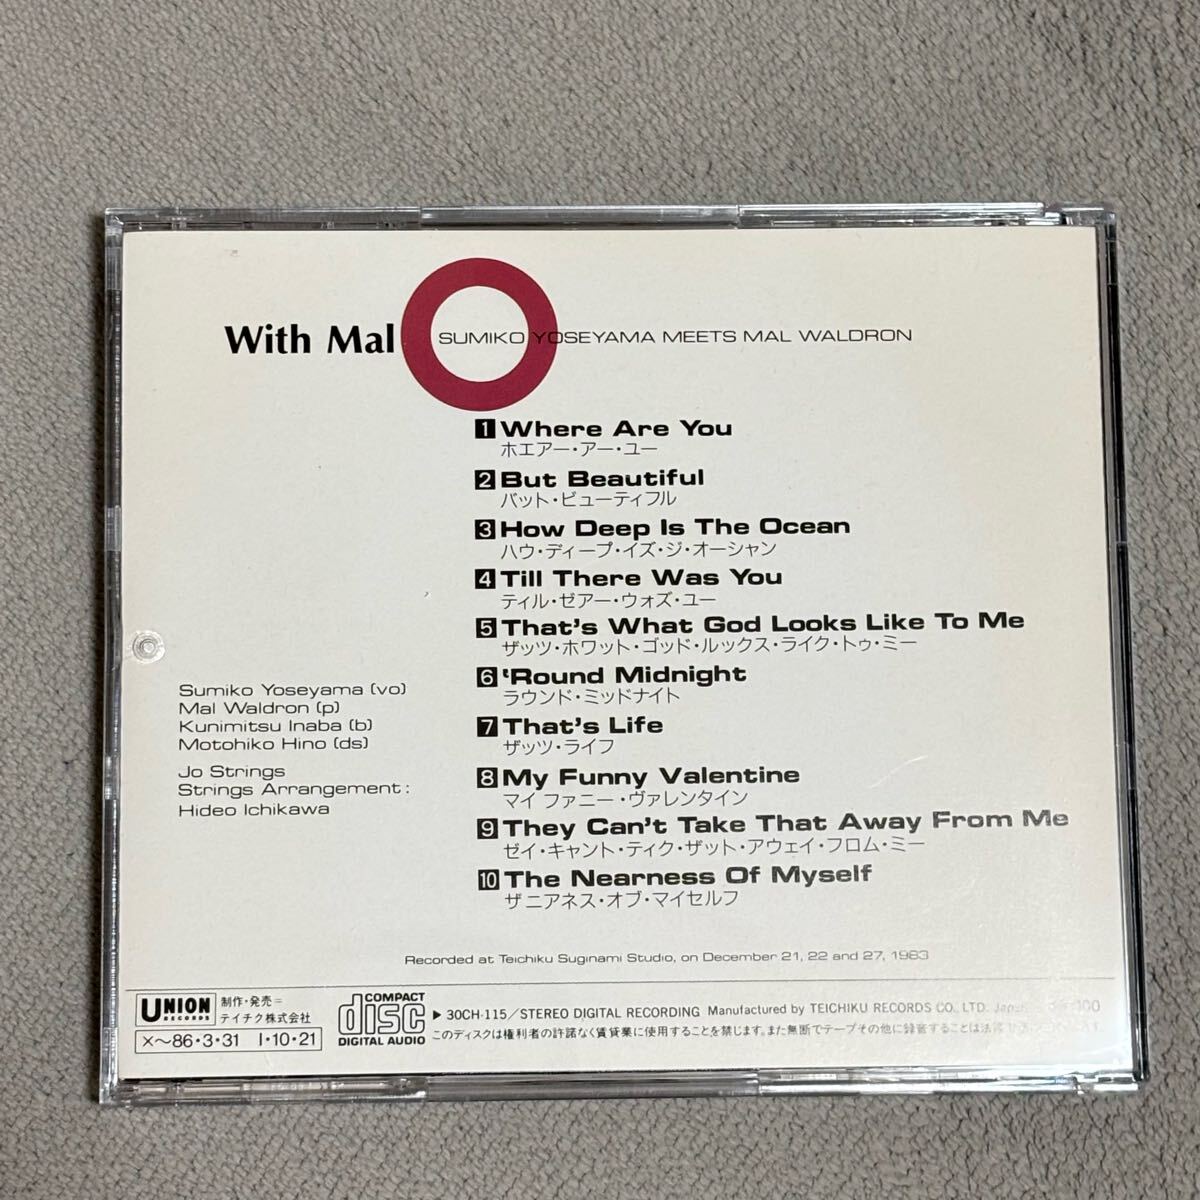 With Mal
SUMIKO YOSEYAMA MEETS MAL WALDRON
1 Where Are You
ホエアー・アー・ユー
2 But Beautiful
バット・ビューティフル
3 How Deep Is The Ocean
ハウ・ディープ・イズ・ジ・オーシャン
4 Till There Was You
ティル・ゼアー・ウォズ・ユー
5 That's What God Looks Like To Me
ザッツ・ホワット・ゴッド・ルックス・ライク・トゥ・ミー
6 'Round Midnight
ラウンド・ミッドナイト
7 That's Life
ザッツ・ライフ
8 My Funny Valentine
マイ ファニー・ヴァレンタイン
9 They Can't Take That Away From Me
ゼイ・キャント・ティク・ザット・アウェイ・フロム・ミー
10 The Nearness Of Myself
ザ ニアネス・オブ・マイセルフ
Sumiko Yoseyama (vo)
Mal Waldron (p)
Kunimitsu Inaba (b)
Motohiko Hino (ds)
Jo Strings
Strings Arrangement:
Hideo Ichikawa
Recorded at Teichiku Suginami Studio, on December 21, 22 and 27, 1983
UNION RECORDS
制作・発売=
テイチク株式会社
X〜86・3・31 I・10・21
COMPACT disc DIGITAL AUDIO
▶30CH-115/STEREO DIGITAL RECORDING Manufactured by TEICHIKU RECORDS CO. LTD. Japan
このディスクは権利者の許諾なく賃貸業に使用することを禁じます。また無断でテープその他に録音することは法